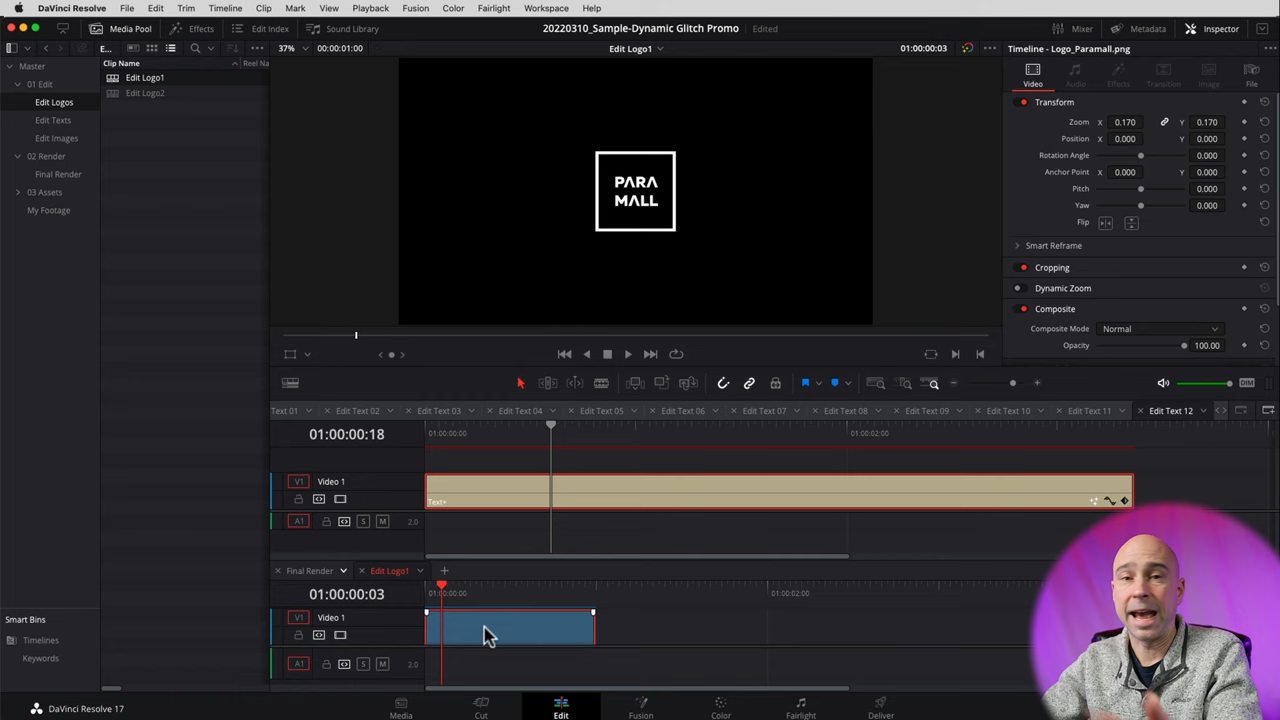 DaVinci Resolve File Edit Trim Timeline Clip Mark View Playback Fusion Color Fairlight Workspace Help
Media Pool Effects Edit Index Sound Library 20220310_Sample-Dynamic Glitch Promo Edited Mixer Metadata Inspector
E... 37% 00:00:01:00 Edit Logo1 01:00:00:03 Timeline - Logo_Paramall.png
Master Clip Name Reel Na
01 Edit Edit Logo1
Edit Logos Edit Logo2
Edit Texts
Edit Images
02 Render
Final Render
03 Assets
My Footage
PARA
MALL
Video Audio Effects Transition Image File
Transform
Zoom X 0.170 Y 0.170
Position X 0.000 Y 0.000
Rotation Angle 0.000
Anchor Point X 0.000 Y 0.000
Pitch 0.000
Yaw 0.000
Flip
Smart Reframe
Cropping
Dynamic Zoom
Composite
Composite Mode Normal
Opacity 100.00
DIM
Text 01 Edit Text 02 Edit Text 03 Edit Text 04 Edit Text 05 Edit Text 06 Edit Text 07 Edit Text 08 Edit Text 09 Edit Text 10 Edit Text 11 Edit Text 12
01:00:00:18 01:00:00:00 01:00:02:00
V1 Video 1
Text+
A1 S M 2.0
Final Render Edit Logo1
01:00:00:03 01:00:00:00 01:00:02:00
V1 Video 1
A1 S M 2.0
Smart Bins
Timelines
Keywords
DaVinci Resolve 17 Media Cut Edit Fusion Color Fairlight Deliver